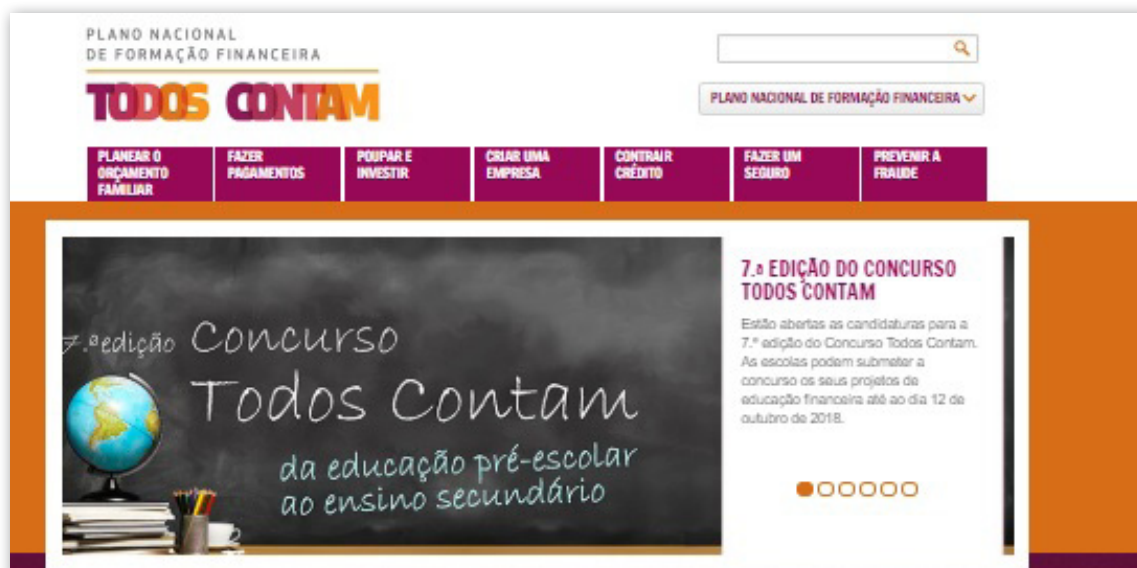 PLANO NACIONAL
DE FORMAÇÃO FINANCEIRA
TODOS CONTAM
PLANO NACIONAL DE FORMAÇÃO FINANCEIRA
PLANEAR O
ORÇAMENTO
FAMILIAR
FAZER
PAGAMENTOS
POUPAR E
INVESTIR
CRIAR UMA
EMPRESA
CONTRAIR
CRÉDITO
FAZER UM
SEGURO
PREVENIR A
FRAUDE
7.ª edição Concurso
Todos Contam
da educação pré-escolar
ao ensino secundário
7.ª EDIÇÃO DO CONCURSO
TODOS CONTAM
Estão abertas as candidaturas para a
7.ª edição do Concurso Todos Contam.
As escolas podem submeter a
concurso os seus projetos de
educação financeira até ao dia 12 de
outubro de 2018.